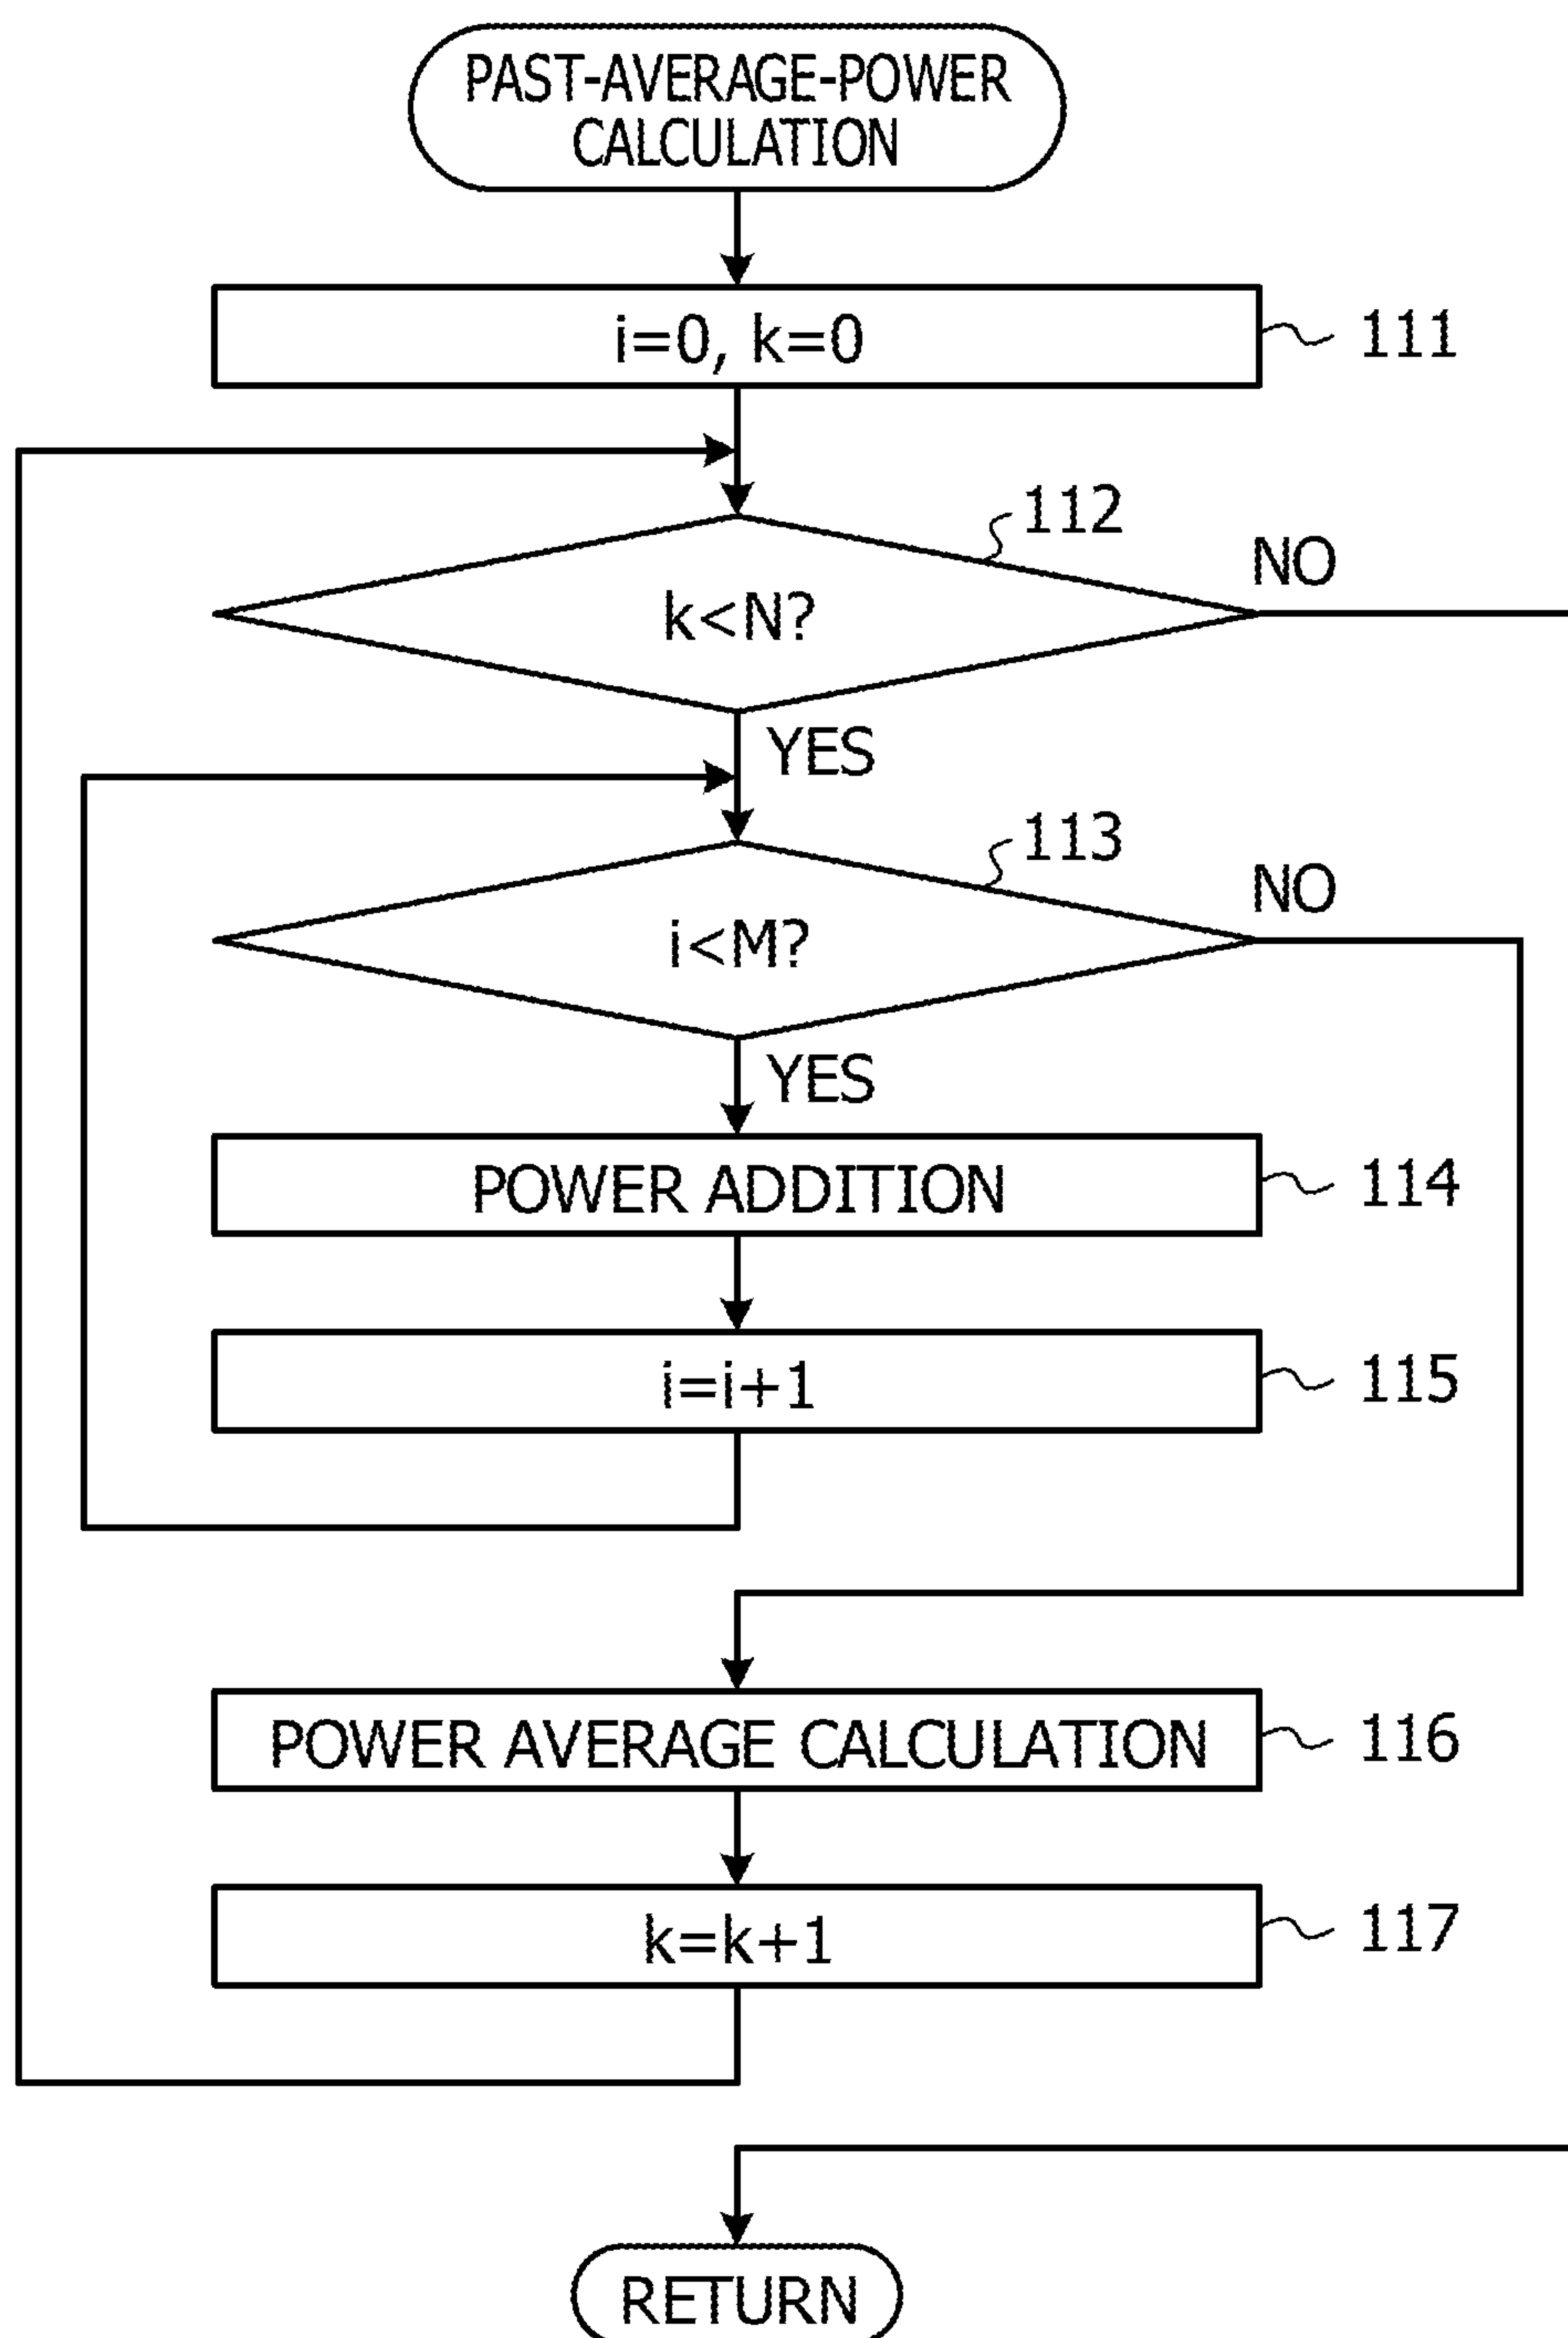 PAST-AVERAGE-POWER
CALCULATION
i=0, k=0
111
112
NO
k<N?
YES
113
NO
i<M?
YES
POWER ADDITION
114
i=i+1
115
POWER AVERAGE CALCULATION
116
k=k+1
117
RETURN